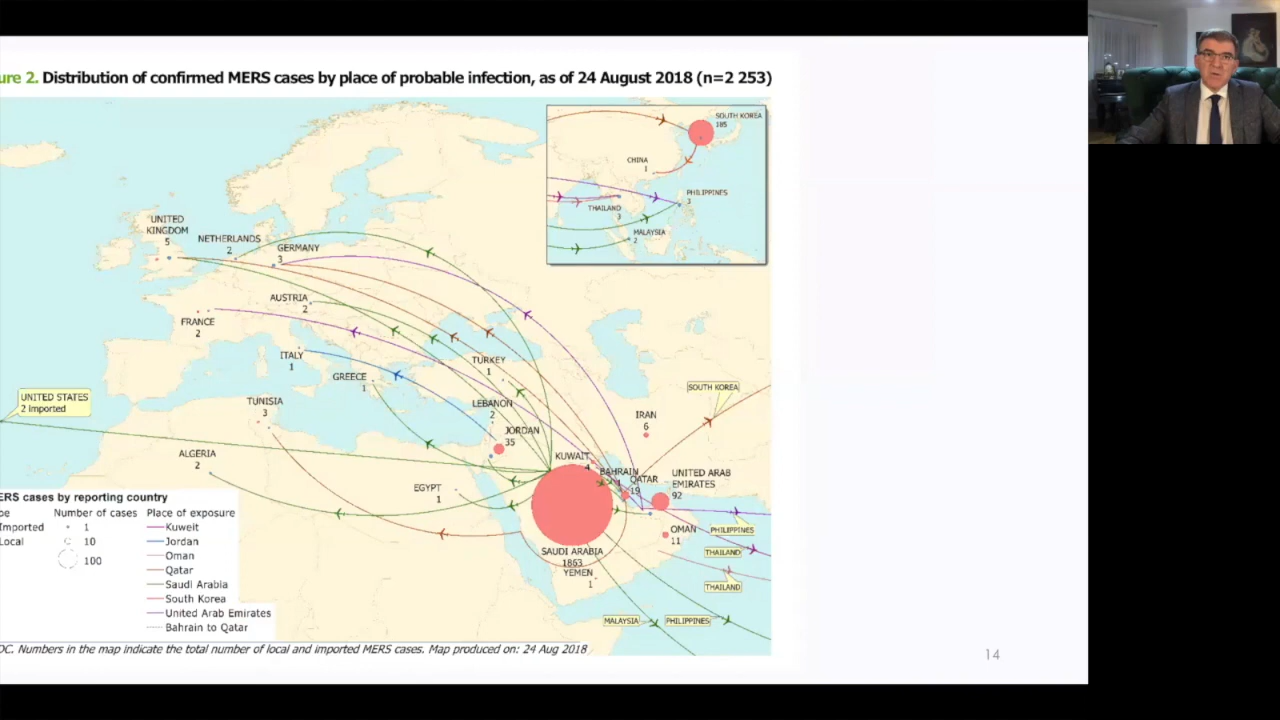 ure 2. Distribution of confirmed MERS cases by place of probable infection, as of 24 August 2018 (n=2 253)
SOUTH KOREA
185
CHINA
1
PHILIPPINES
3
THAILAND
3
MALAYSIA
2
UNITED
KINGDOM
5
NETHERLANDS
2
GERMANY
3
AUSTRIA
2
FRANCE
2
ITALY
1
GREECE
1
TURKEY
1
UNITED STATES
2 Imported
TUNISIA
3
LEBANON
2
JORDAN
35
IRAN
6
SOUTH KOREA
ALGERIA
2
EGYPT
1
KUWAIT
4
BAHRAIN
1
QATAR
19
UNITED ARAB
EMIRATES
92
OMAN
11
SAUDI ARABIA
1863
YEMEN
1
PHILIPPINES
THAILAND
THAILAND
MALAYSIA
PHILIPPINES
ERS cases by reporting country
pe
Imported
Local
Number of cases
1
10
100
Place of exposure
Kuweit
Jordan
Oman
Qatar
Saudi Arabia
South Korea
United Arab Emirates
Bahrain to Qatar
DC. Numbers in the map indicate the total number of local and imported MERS cases. Map produced on: 24 Aug 2018
14